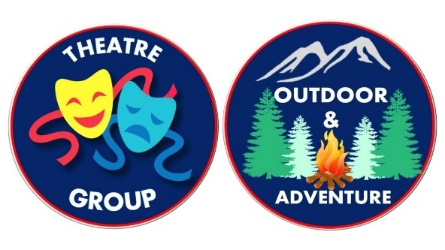 THEATRE
GROUP
OUTDOOR
&
ADVENTURE